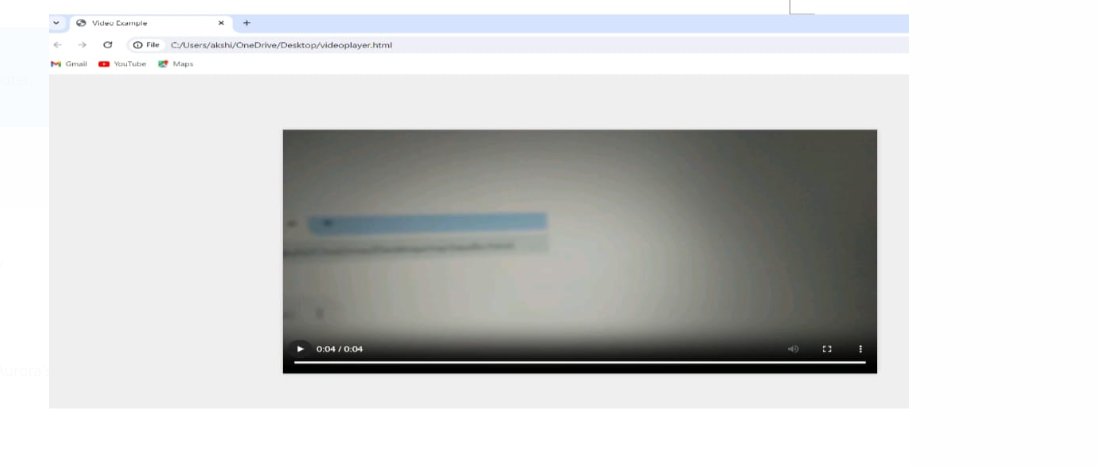 Video Example
File C:/Users/akshi/OneDrive/Desktop/videoplayer.html
Gmail YouTube Maps
0:04 / 0:04